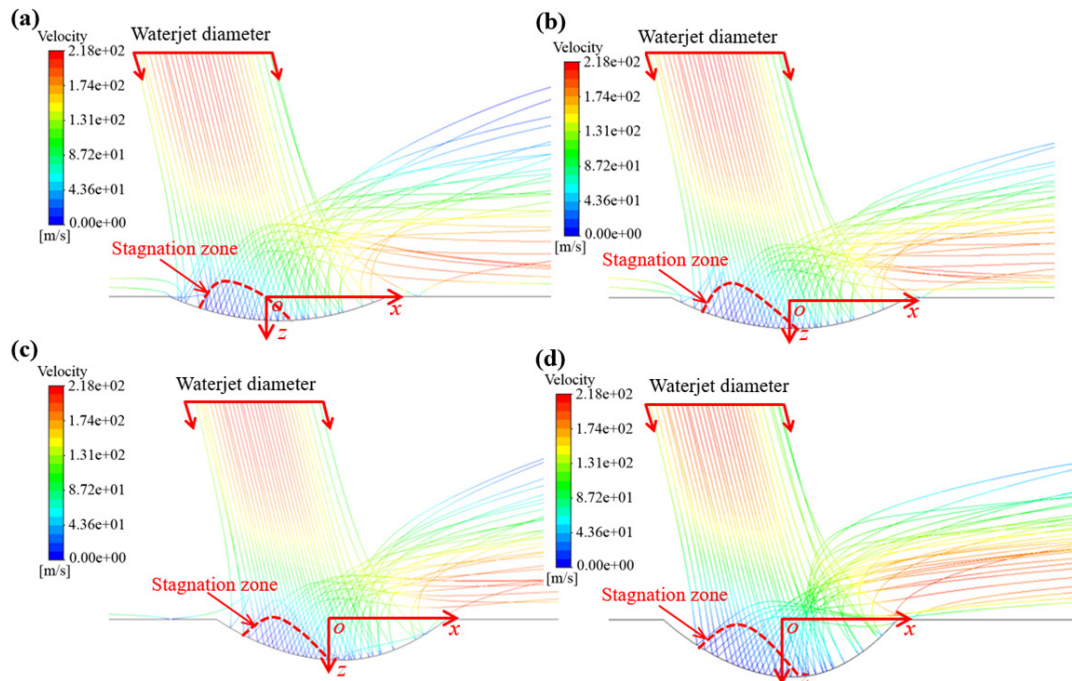 (a)
Velocity
Waterjet diameter
2.18e+02
1.74e+02
1.31e+02
8.72e+01
4.36e+01
0.00e+00
[m/s]
Stagnation zone
o
x
z
(b)
Velocity
Waterjet diameter
2.18e+02
1.74e+02
1.31e+02
8.72e+01
4.36e+01
0.00e+00
[m/s]
Stagnation zone
o
x
z
(c)
Velocity
Waterjet diameter
2.18e+02
1.74e+02
1.31e+02
8.72e+01
4.36e+01
0.00e+00
[m/s]
Stagnation zone
o
x
z
(d)
Velocity
Waterjet diameter
2.18e+02
1.74e+02
1.31e+02
8.72e+01
4.36e+01
0.00e+00
[m/s]
Stagnation zone
o
x